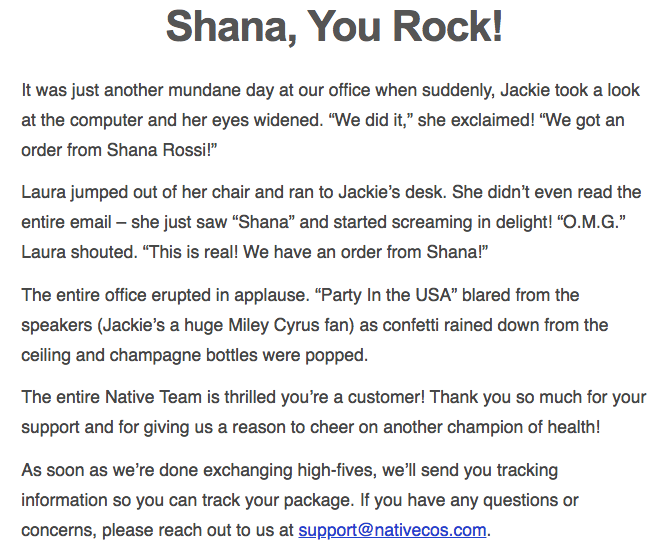 Shana, You Rock!
It was just another mundane day at our office when suddenly, Jackie took a look
at the computer and her eyes widened. “We did it,” she exclaimed! “We got an
order from Shana Rossi!”
Laura jumped out of her chair and ran to Jackie’s desk. She didn’t even read the
entire email – she just saw “Shana” and started screaming in delight! “O.M.G.”
Laura shouted. “This is real! We have an order from Shana!”
The entire office erupted in applause. “Party In the USA” blared from the
speakers (Jackie’s a huge Miley Cyrus fan) as confetti rained down from the
ceiling and champagne bottles were popped.
The entire Native Team is thrilled you’re a customer! Thank you so much for your
support and for giving us a reason to cheer on another champion of health!
As soon as we’re done exchanging high-fives, we’ll send you tracking
information so you can track your package. If you have any questions or
concerns, please reach out to us at support@nativecos.com.